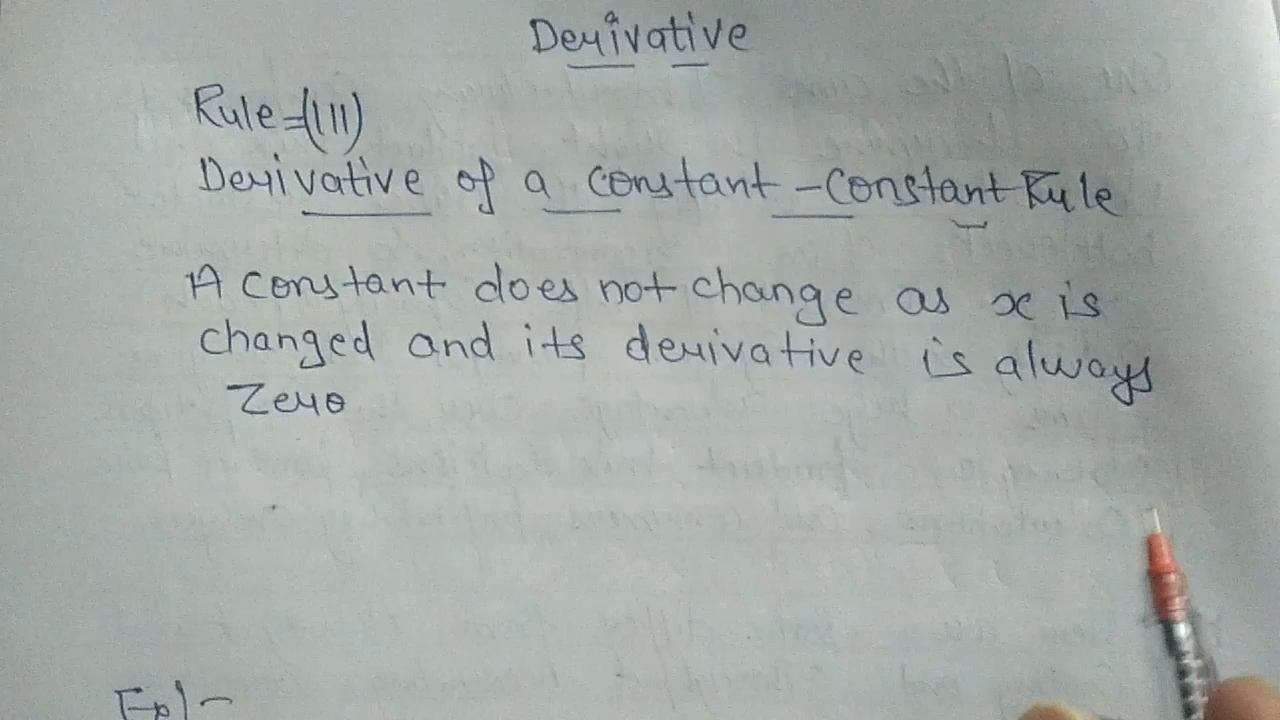 Derivative
Rule=(III)
Derivative of a constant -Constant Rule
A constant does not change as x is
changed and its derivative is always
Zero